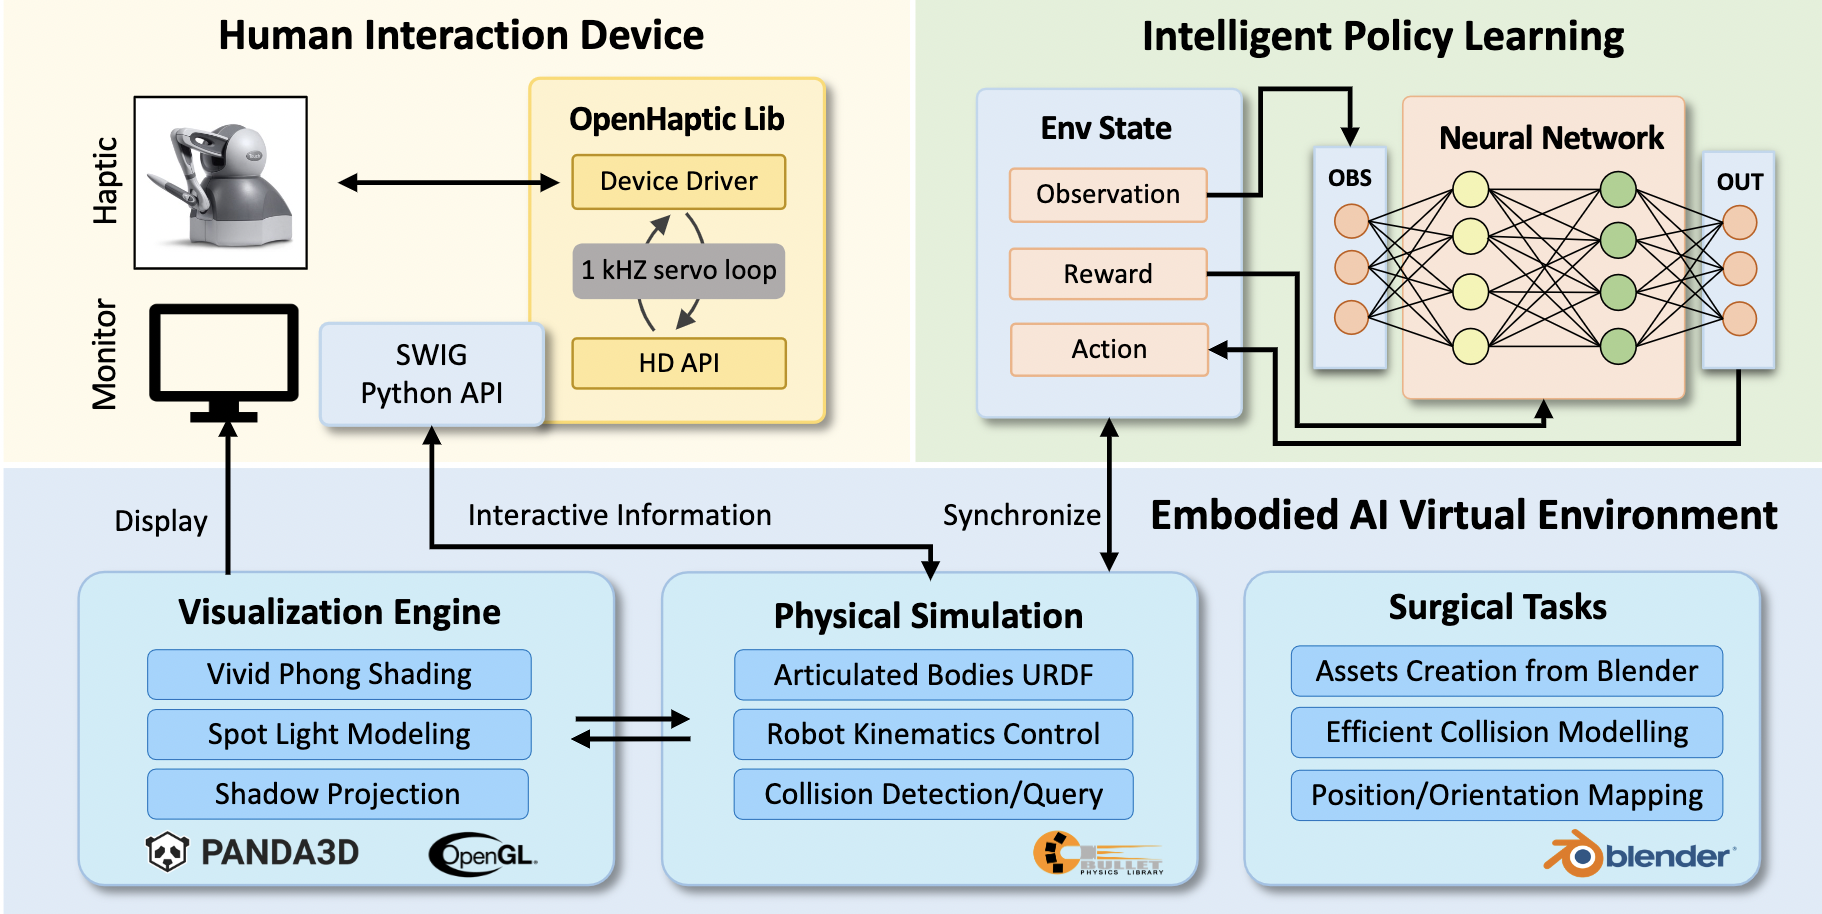 Human Interaction Device
Haptic
Monitor
OpenHaptic Lib
Device Driver
1 kHZ servo loop
HD API
SWIG
Python API
Intelligent Policy Learning
Env State
Observation
Reward
Action
OBS
Neural Network
OUT
Display
Interactive Information
Synchronize
Embodied AI Virtual Environment
Visualization Engine
Vivid Phong Shading
Spot Light Modeling
Shadow Projection
PANDA3D
OpenGL.
Physical Simulation
Articulated Bodies URDF
Robot Kinematics Control
Collision Detection/Query
BULLET
PHYSICS LIBRARY
Surgical Tasks
Assets Creation from Blender
Efficient Collision Modelling
Position/Orientation Mapping
blender